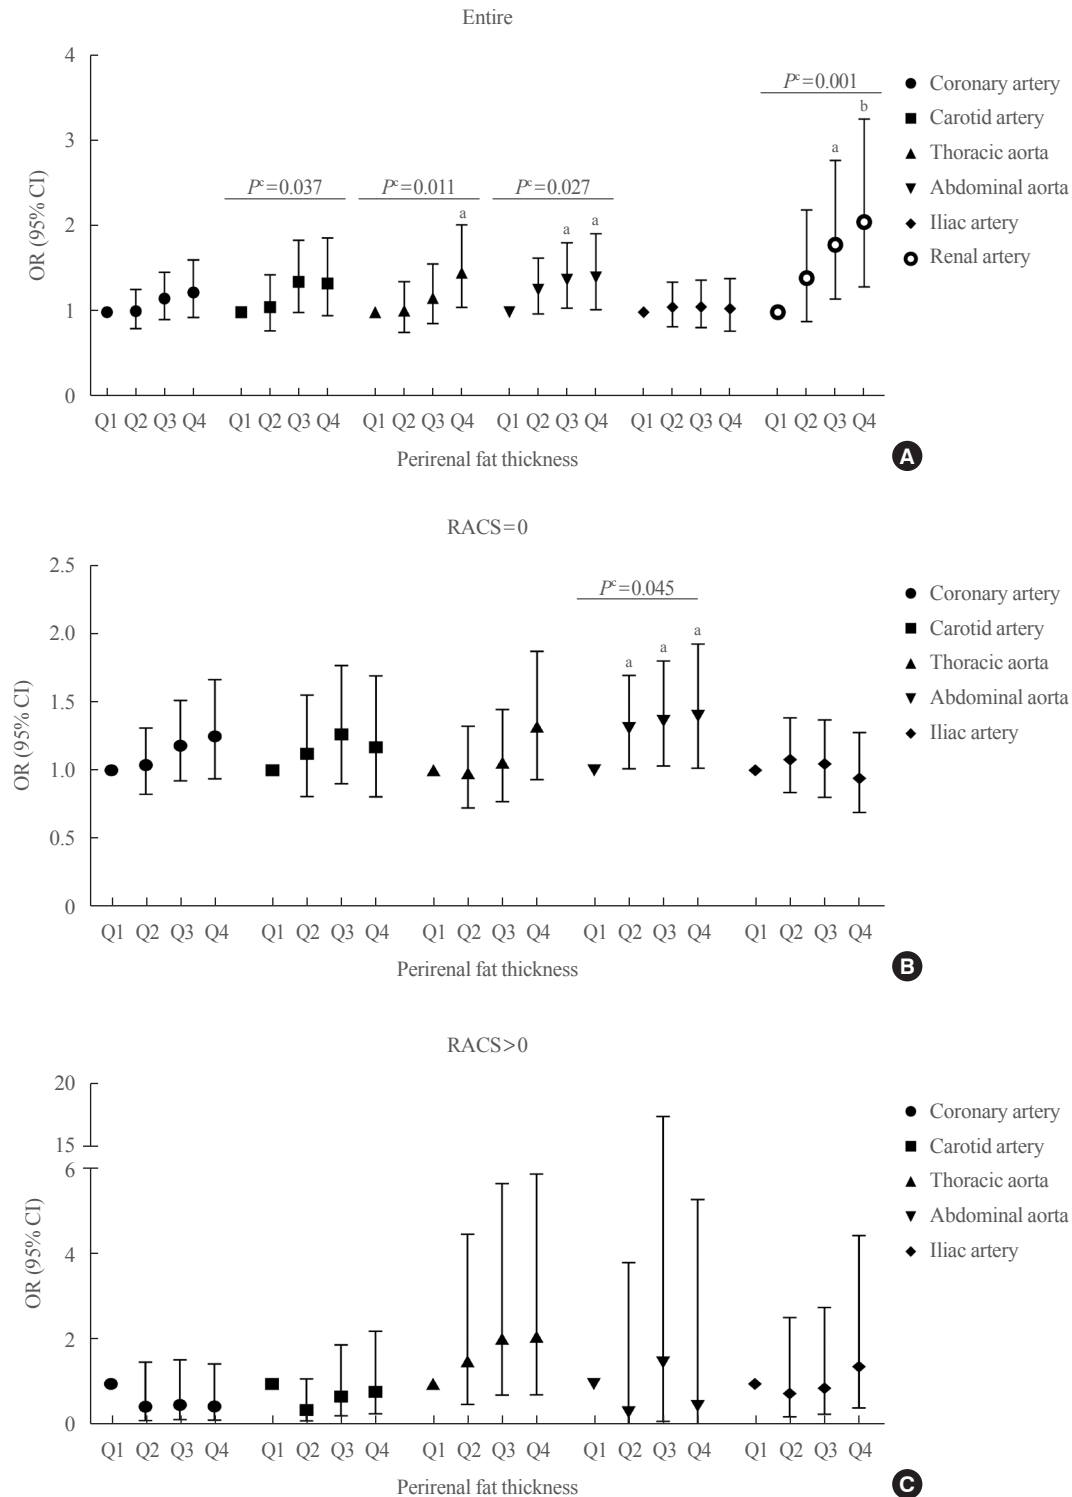 Entire
4
3
2
1
0
OR (95% CI)
P^c=0.037
P^c=0.011
P^c=0.027
P^c=0.001
a
a
a
a
b
Q1 Q2 Q3 Q4 Q1 Q2 Q3 Q4 Q1 Q2 Q3 Q4 Q1 Q2 Q3 Q4 Q1 Q2 Q3 Q4 Q1 Q2 Q3 Q4
Perirenal fat thickness
Coronary artery
Carotid artery
Thoracic aorta
Abdominal aorta
Iliac artery
Renal artery
A
RACS=0
2.5
2.0
1.5
1.0
0.5
0
OR (95% CI)
P^c=0.045
a
a
a
Q1 Q2 Q3 Q4 Q1 Q2 Q3 Q4 Q1 Q2 Q3 Q4 Q1 Q2 Q3 Q4 Q1 Q2 Q3 Q4
Perirenal fat thickness
Coronary artery
Carotid artery
Thoracic aorta
Abdominal aorta
Iliac artery
B
RACS>0
20
15
6
4
2
0
OR (95% CI)
Q1 Q2 Q3 Q4 Q1 Q2 Q3 Q4 Q1 Q2 Q3 Q4 Q1 Q2 Q3 Q4 Q1 Q2 Q3 Q4
Perirenal fat thickness
Coronary artery
Carotid artery
Thoracic aorta
Abdominal aorta
Iliac artery
C